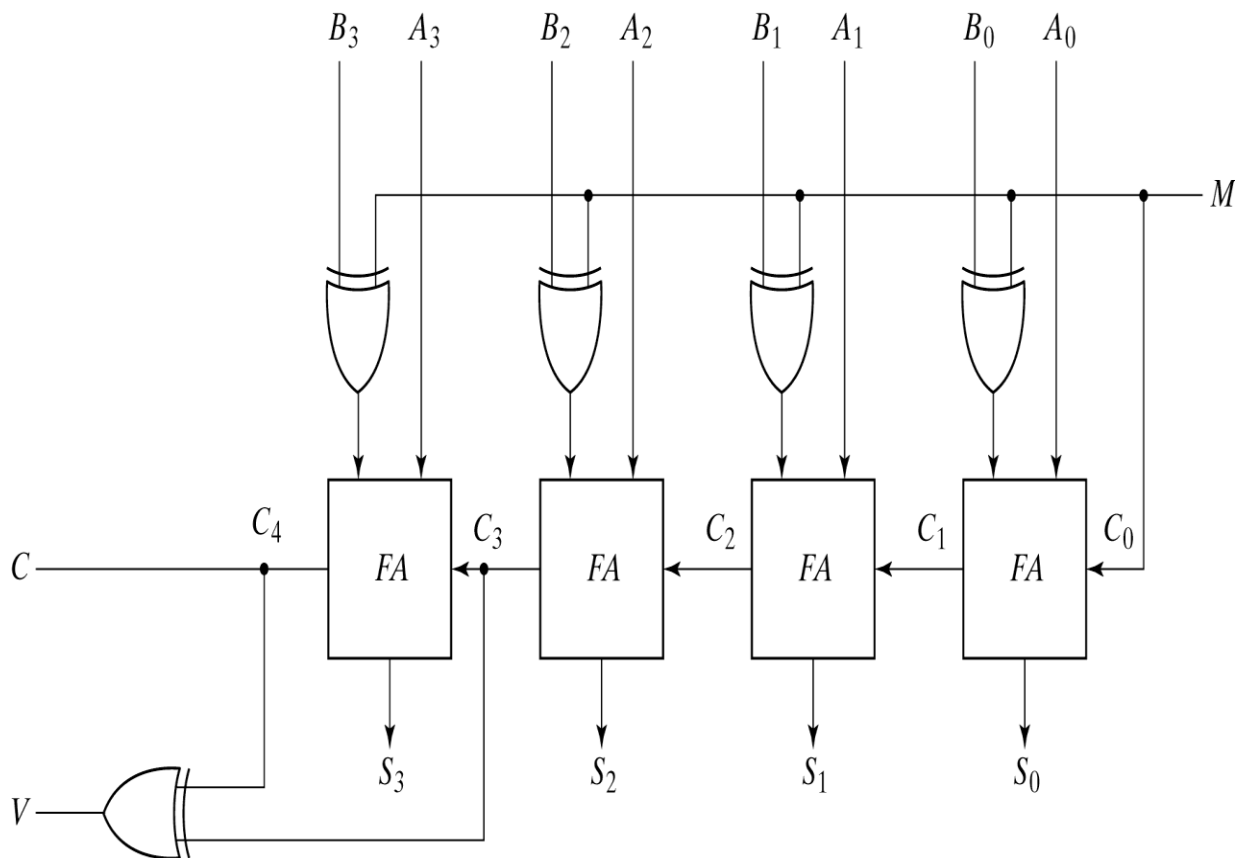 B₃ A₃ B₂ A₂ B₁ A₁ B₀ A₀
M
C₄ C₃ C₂ C₁ C₀
C FA FA FA FA
S₃ S₂ S₁ S₀
V